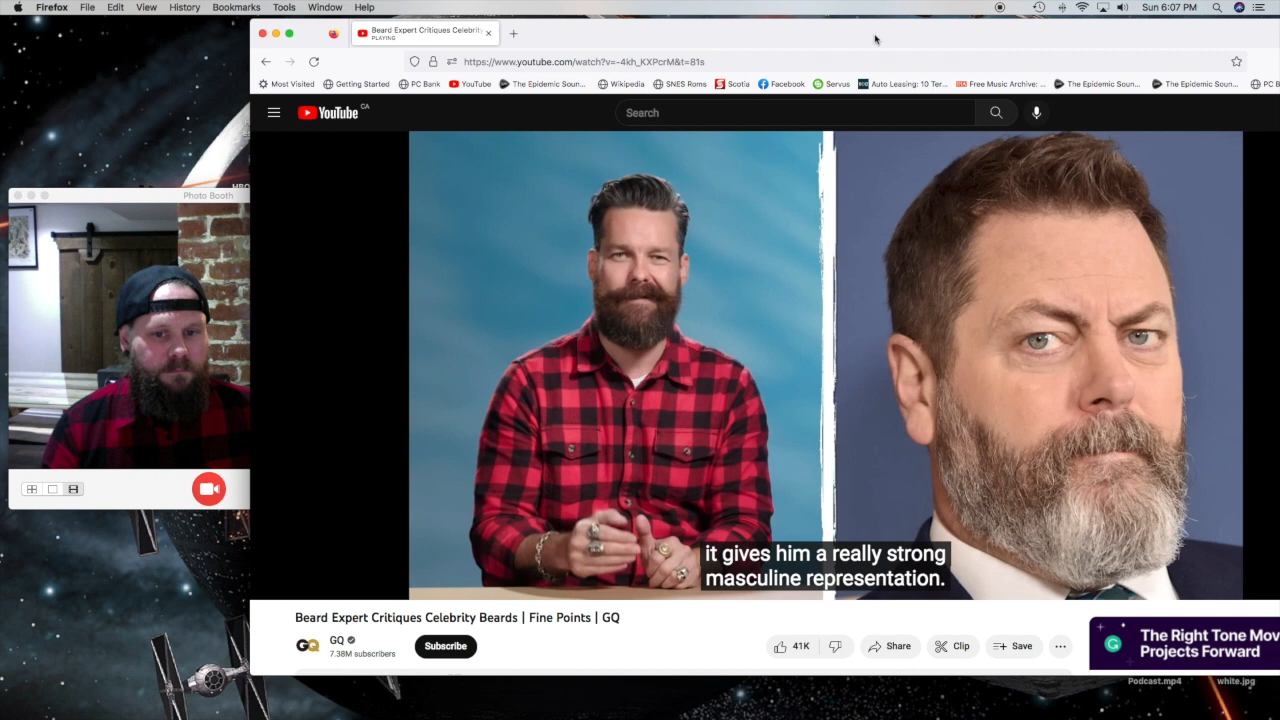 Firefox File Edit View History Bookmarks Tools Window Help
Sun 6:07 PM
Beard Expert Critiques Celebrity
PLAYING
https://www.youtube.com/watch?v=-4kh_KXPcrM&t=81s
Most Visited Getting Started PC Bank YouTube The Epidemic Soun... Wikipedia SNES Roms Scotia Facebook Servus Auto Leasing: 10 Ter... Free Music Archive: ... The Epidemic Soun... The Epidemic Soun... PC B
YouTube CA
Search
Photo Booth
it gives him a really strong
masculine representation.
Beard Expert Critiques Celebrity Beards | Fine Points | GQ
GQ
GQ
7.38M subscribers
Subscribe
41K
Share
Clip
Save
The Right Tone Mov
Projects Forward
Podcast.mp4
white.jpg